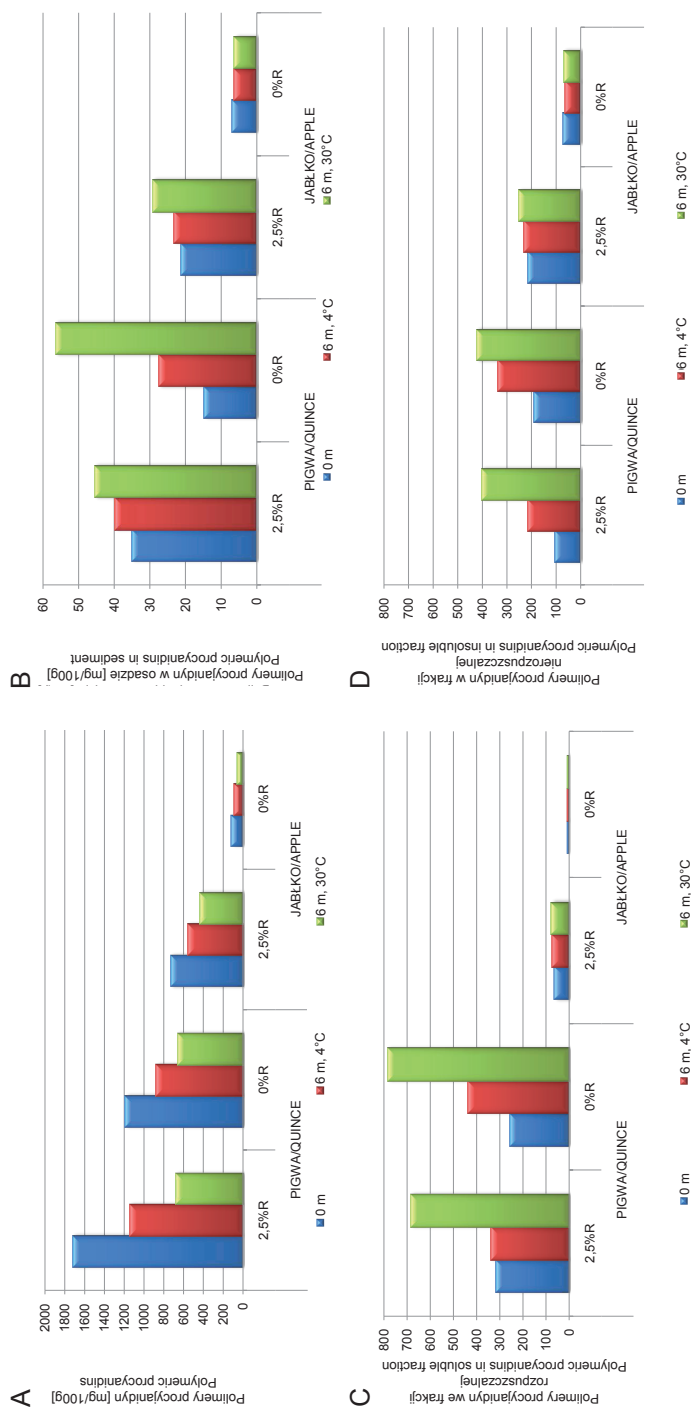 A
Polimery procyjanidyn [mg/100g]
Polymeric procyanidins
2000
1800
1600
1400
1200
1000
800
600
400
200
0
2,5%R
0%R
2,5%R
0%R
PIGWA/QUINCE
JABŁKO/APPLE
0 m
6 m, 4°C
6 m, 30°C
B
Polimery procyjanidyn w osadzie [mg/100g]
Polymeric procyanidins in sediment
60
50
40
30
20
10
0
2,5%R
0%R
2,5%R
0%R
PIGWA/QUINCE
JABŁKO/APPLE
0 m
6 m, 4°C
6 m, 30°C
C
Polimery procyjanidyn we frakcji
rozpuszczalnej
Polymeric procyanidins in soluble fraction
800
700
600
500
400
300
200
100
0
2,5%R
0%R
2,5%R
0%R
PIGWA/QUINCE
JABŁKO/APPLE
0 m
6 m, 4°C
6 m, 30°C
D
Polimery procyjanidyn w frakcji
nierozpuszczalnej
Polymeric procyanidins in insoluble fraction
800
700
600
500
400
300
200
100
0
2,5%R
0%R
2,5%R
0%R
PIGWA/QUINCE
JABŁKO/APPLE
0 m
6 m, 4°C
6 m, 30°C